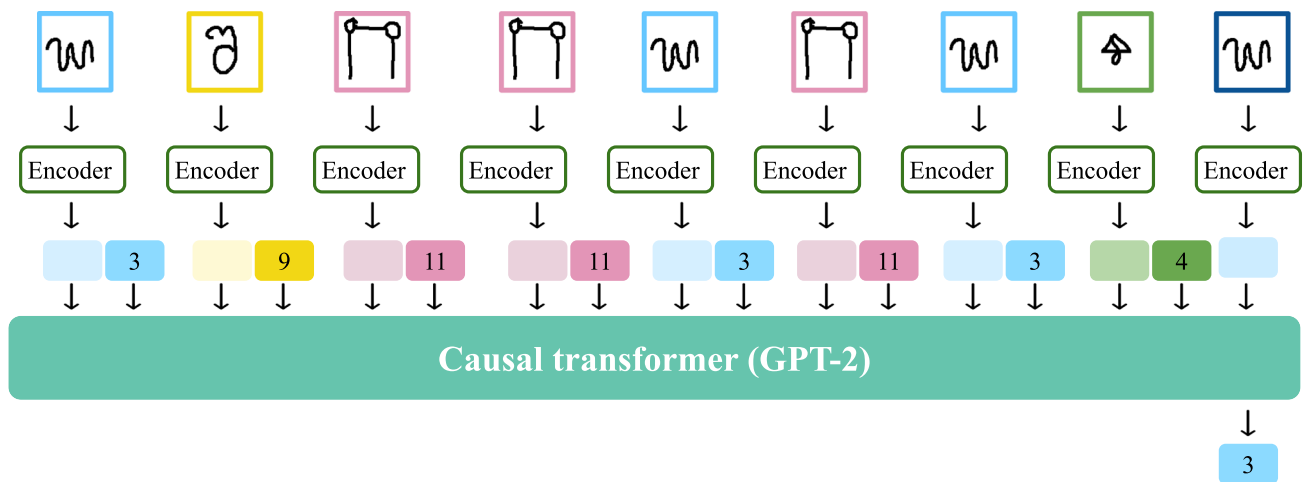 Encoder Encoder Encoder Encoder Encoder Encoder Encoder Encoder Encoder
3 9 11 11 3 11 3 4
Causal transformer (GPT-2)
3